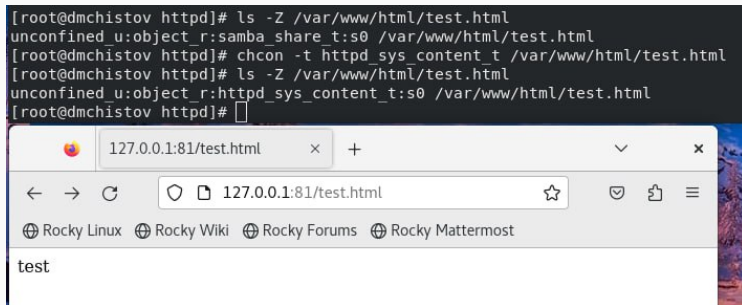 [root@dmchistov httpd]# ls -Z /var/www/html/test.html
unconfined_u:object_r:samba_share_t:s0 /var/www/html/test.html
[root@dmchistov httpd]# chcon -t httpd_sys_content_t /var/www/html/test.html
[root@dmchistov httpd]# ls -Z /var/www/html/test.html
unconfined_u:object_r:httpd_sys_content_t:s0 /var/www/html/test.html
[root@dmchistov httpd]#
127.0.0.1:81/test.html
127.0.0.1:81/test.html
Rocky Linux Rocky Wiki Rocky Forums Rocky Mattermost
test